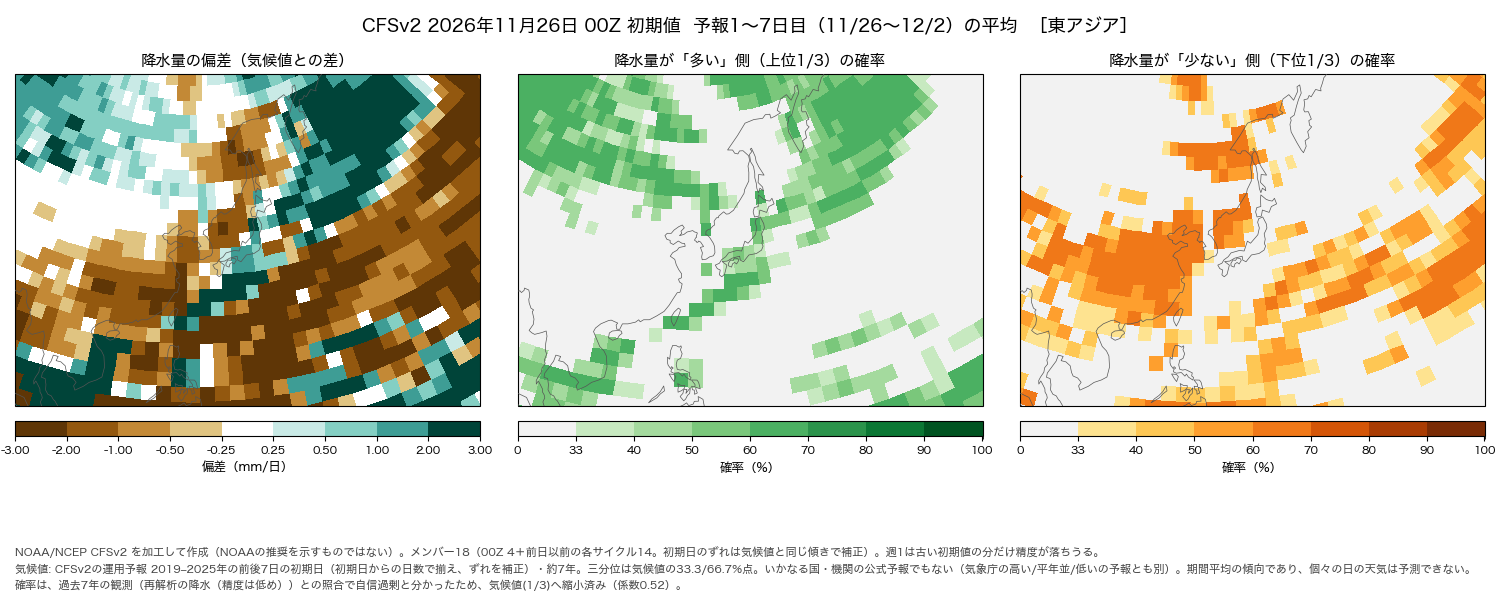 CFSv2 2026年11月26日 00Z 初期値 予報1〜7日目（11/26〜12/2）の平均 ［東アジア］
降水量の偏差（気候値との差）
降水量が「多い」側（上位1/3）の確率
降水量が「少ない」側（下位1/3）の確率
-3.00 -2.00 -1.00 -0.50 -0.25 0.25 0.50 1.00 2.00 3.00
偏差（mm/日）
0 33 40 50 60 70 80 90 100
確率（%）
0 33 40 50 60 70 80 90 100
確率（%）
NOAA/NCEP CFSv2 を加工して作成（NOAAの推奨を示すものではない）。メンバー18（00Z 4＋前日以前の各サイクル14。初期日のずれは気候値と同じ傾きで補正）。週1は古い初期値の分だけ精度が落ちうる。
気候値: CFSv2の運用予報 2019–2025年の前後7日の初期日（初期日からの日数で揃え、ずれを補正）・約7年。三分位は気候値の33.3/66.7%点。いかなる国・機関の公式予報でもない（気象庁の高い/平年並/低いの予報とも別）。期間平均の傾向であり、個々の日の天気は予測できない。
確率は、過去7年の観測（再解析の降水（精度は低め））との照合で自信過剰と分かったため、気候値(1/3)へ縮小済み（係数0.52）。